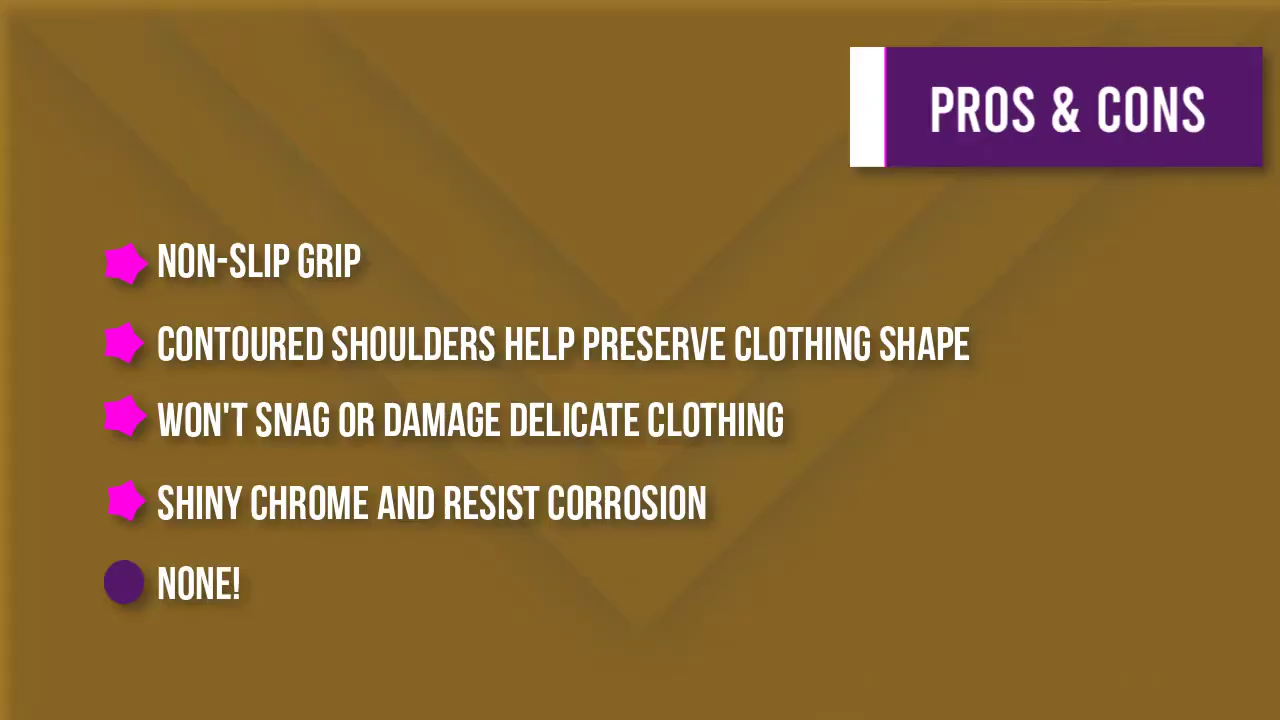 PROS & CONS
NON-SLIP GRIP
CONTOURED SHOULDERS HELP PRESERVE CLOTHING SHAPE
WON'T SNAG OR DAMAGE DELICATE CLOTHING
SHINY CHROME AND RESIST CORROSION
NONE!